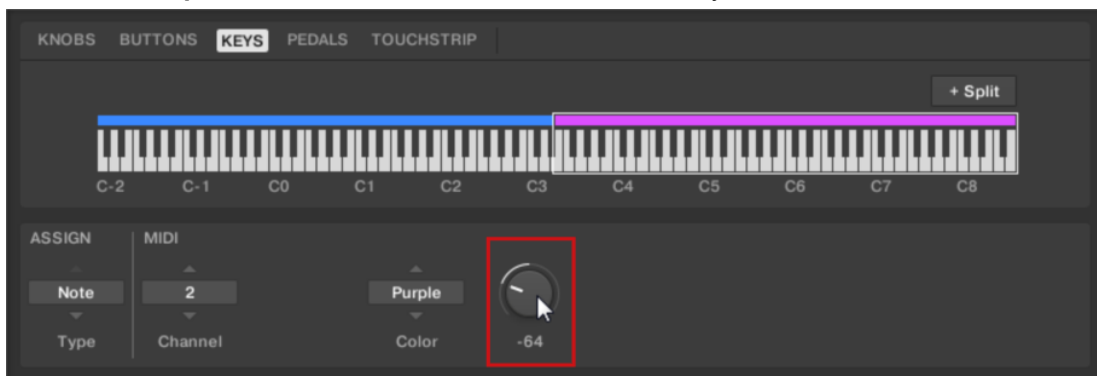 KNOBS BUTTONS KEYS PEDALS TOUCHSTRIP
+ Split
C-2 C-1 C0 C1 C2 C3 C4 C5 C6 C7 C8
ASSIGN MIDI
Note 2 Purple
Type Channel Color -64